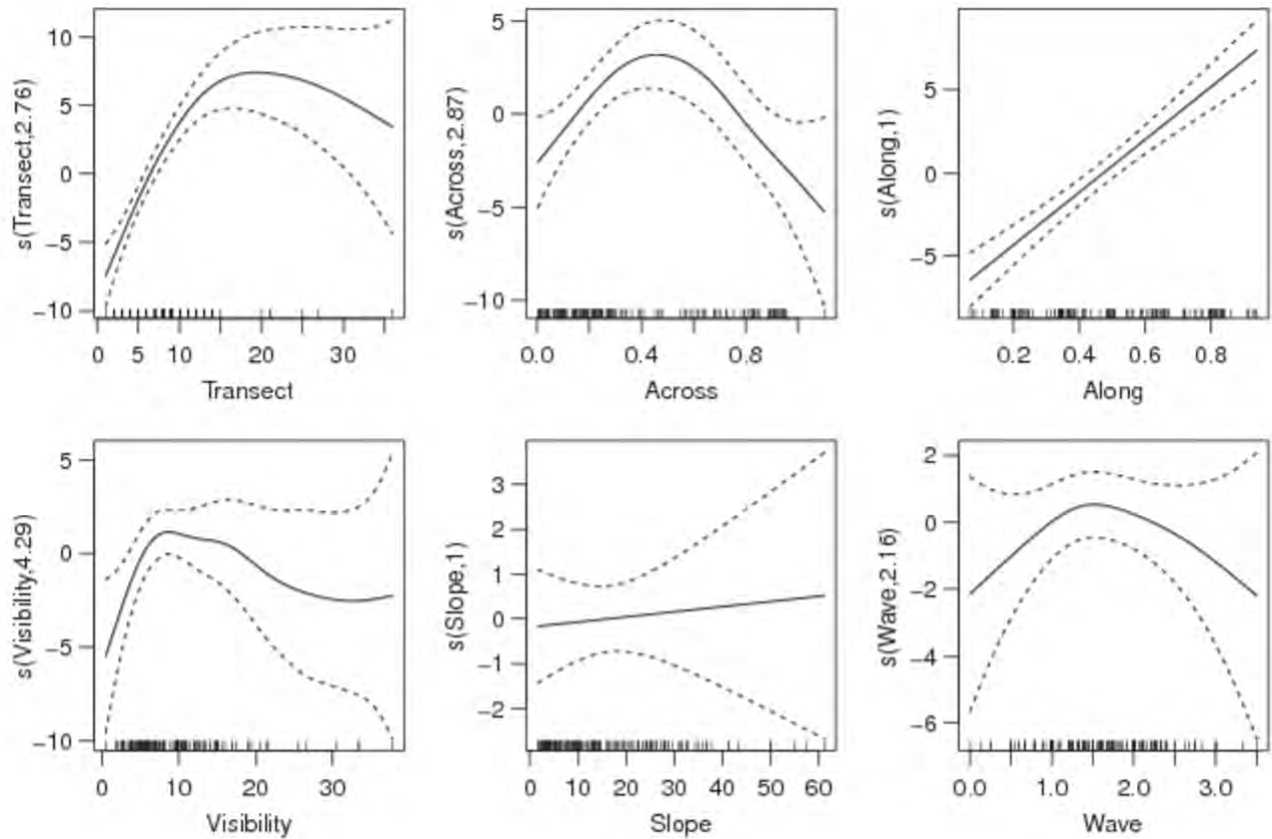 s(Transect,2.76)
10
5
0
−5
−10
0 5 10 20 30
Transect
s(Across,2.87)
5
0
−5
−10
0.0 0.4 0.8
Across
s(Along,1)
5
0
−5
0.2 0.4 0.6 0.8
Along
s(Visibility,4.29)
5
0
−5
−10
0 10 20 30
Visibility
s(Slope,1)
3
2
1
0
−1
−2
0 10 20 30 40 50 60
Slope
s(Wave,2.16)
2
0
−2
−4
−6
0.0 1.0 2.0 3.0
Wave